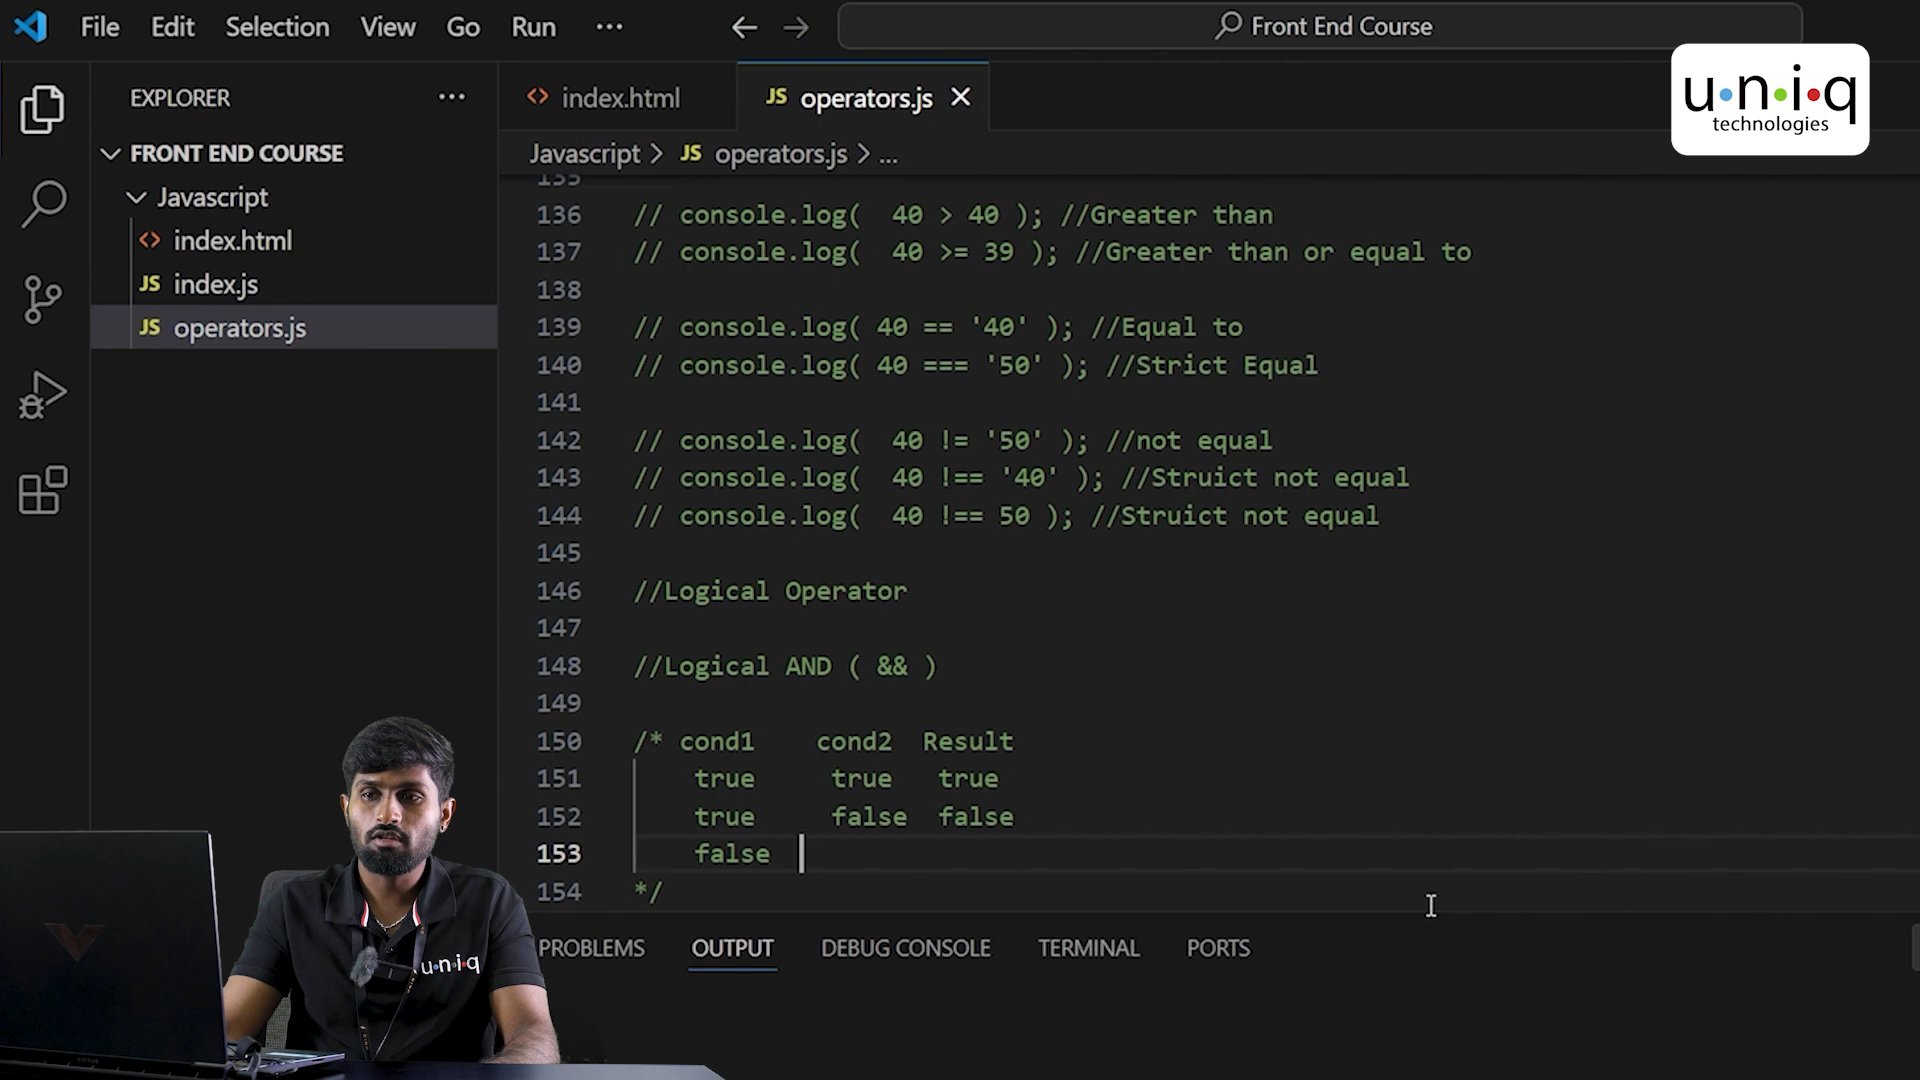 File Edit Selection View Go Run ...
Front End Course
u·n·i·q
technologies
EXPLORER ...
index.html
JS operators.js
FRONT END COURSE
Javascript > JS operators.js > ...
Javascript
index.html
JS index.js
JS operators.js
135
136 // console.log(  40 > 40 ); //Greater than
137 // console.log(  40 >= 39 ); //Greater than or equal to
138
139 // console.log( 40 == '40' ); //Equal to
140 // console.log( 40 === '50' ); //Strict Equal
141
142 // console.log(  40 != '50' ); //not equal
143 // console.log(  40 !== '40' ); //Struict not equal
144 // console.log(  40 !== 50 ); //Struict not equal
145
146 //Logical Operator
147
148 //Logical AND ( && )
149
150 /* cond1    cond2  Result
151 true     true   true
152 true     false  false
153 false
154 */
PROBLEMS OUTPUT DEBUG CONSOLE TERMINAL PORTS
u·n·i·q